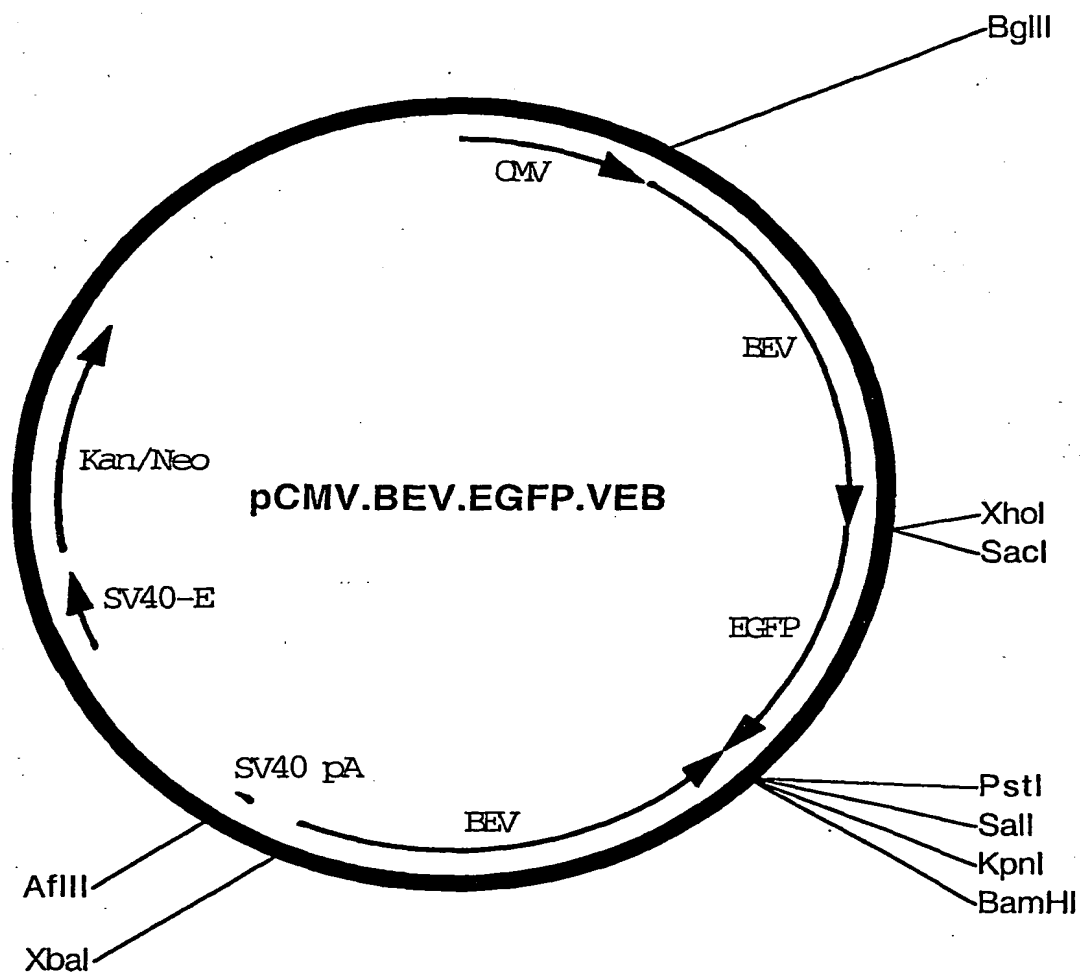 BglII
CMV
BEV
Kan/Neo
pCMV.BEV.EGFP.VEB
XhoI
SacI
SV40-E
EGFP
SV40 pA
BEV
PstI
SalI
KpnI
BamHI
AflII
XbaI